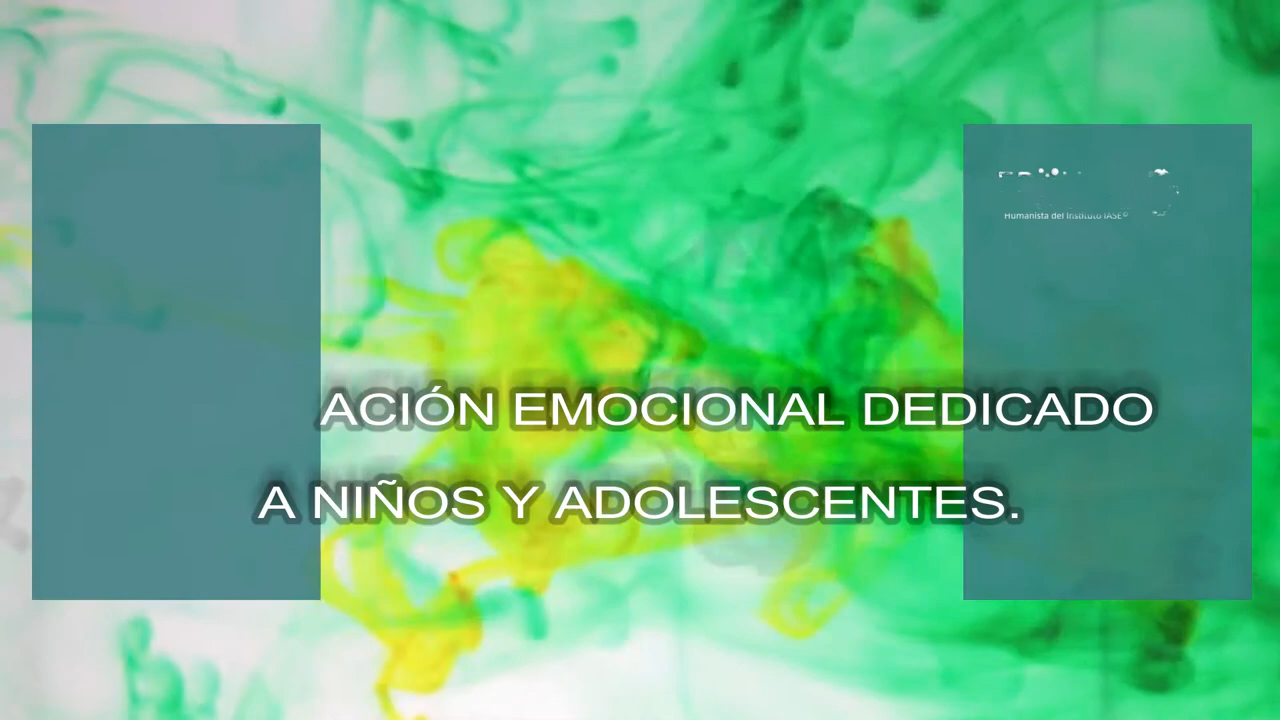 Humanista del Instituto IASE©
ACIÓN EMOCIONAL DEDICADO
A NIÑOS Y ADOLESCENTES.